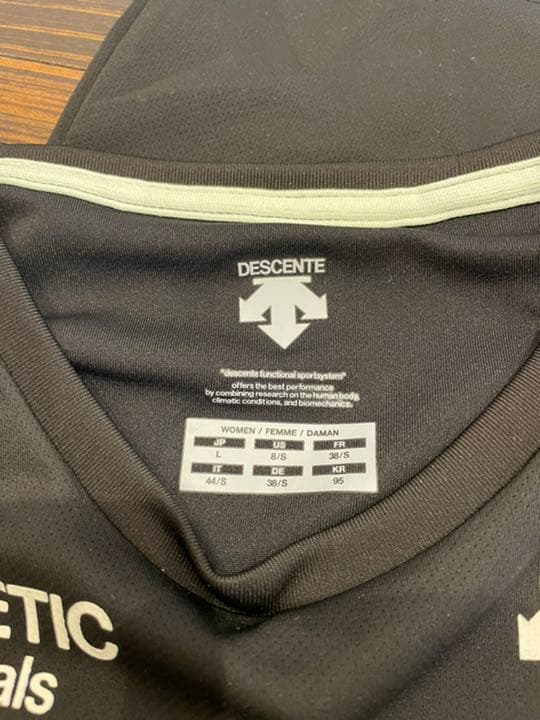 DESCENTE
"descente functional sportsystem"
offers the best performance
by combining research on the human body,
climatic conditions, and biomechanics.
WOMEN / FEMME / DAMAN
JP US FR
L 8/S 38/S
IT DE KR
44/S 38/S 95
ETIC
als